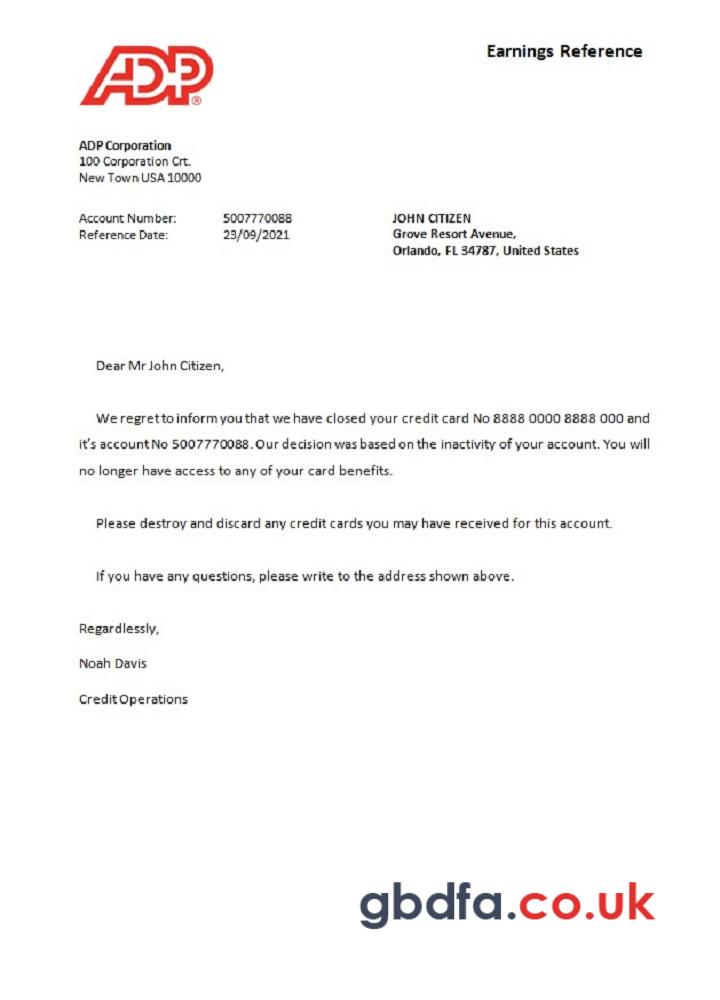 ADP®
Earnings Reference
ADP Corporation
100 Corporation Crt.
New Town USA 10000
Account Number: 5007770088
Reference Date: 23/09/2021
JOHN CITIZEN
Grove Resort Avenue,
Orlando, FL 34787, United States
Dear Mr John Citizen,
We regret to inform you that we have closed your credit card No 8888 0000 8888 000 and
it's account No 5007770088. Our decision was based on the inactivity of your account. You will
no longer have access to any of your card benefits.
Please destroy and discard any credit cards you may have received for this account.
If you have any questions, please write to the address shown above.
Regardlessly,
Noah Davis
Credit Operations
gbdfa.co.uk